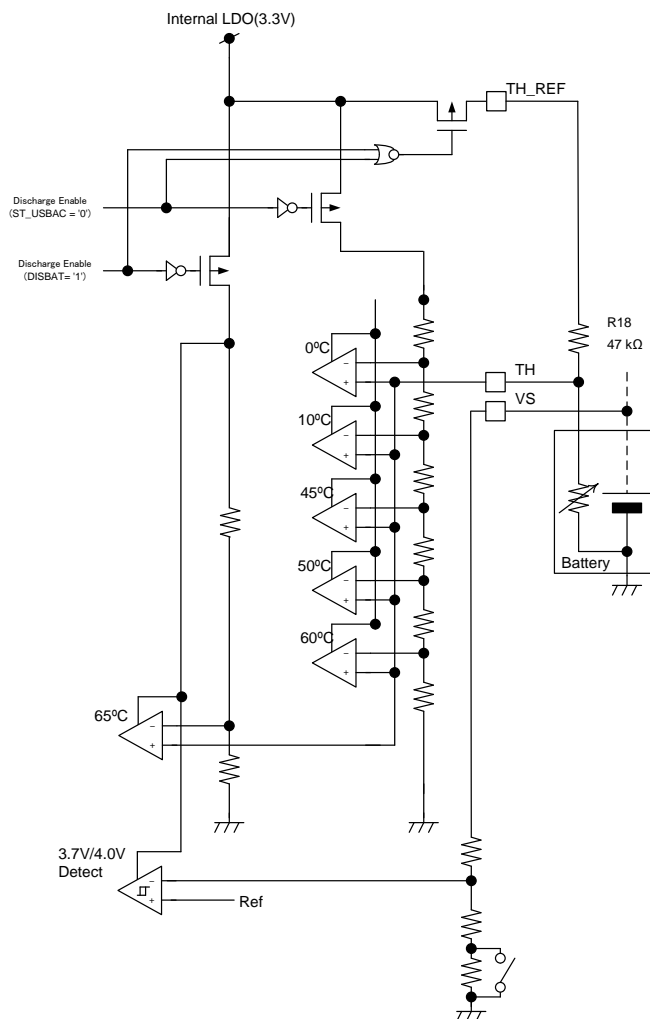 Internal LDO(3.3V)
TH_REF
Discharge Enable
(ST_USBAC = '0')
Discharge Enable
(DISBAT= '1')
R18
47 kΩ
0ºC
-
+
TH
VS
10ºC
-
+
45ºC
-
+
50ºC
-
+
Battery
60ºC
-
+
65ºC
-
+
3.7V/4.0V
Detect
-
+
Ref